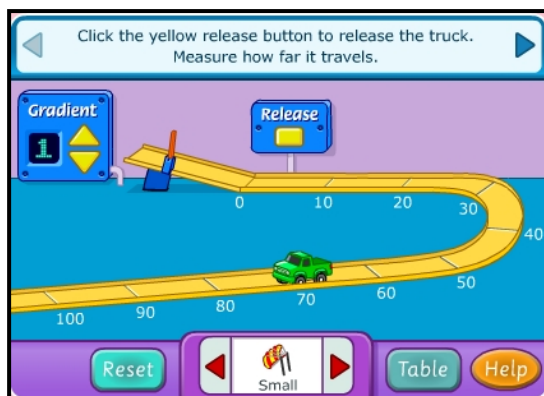 Click the yellow release button to release the truck.
Measure how far it travels.
Gradient
1
Release
0
10
20
30
40
50
60
70
80
90
100
Reset
Small
Table
Help